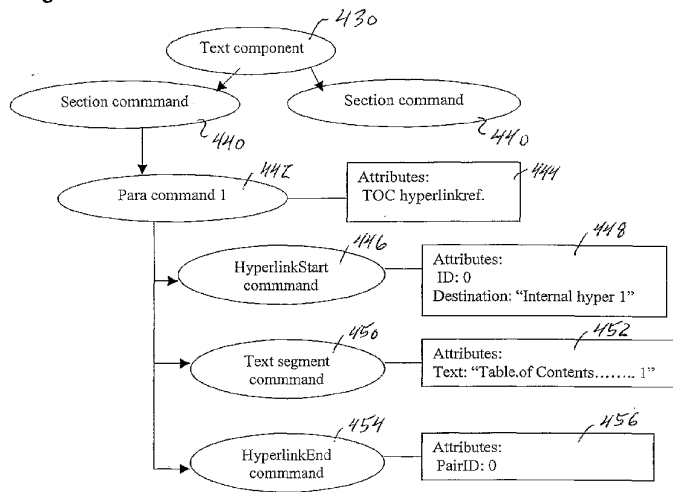 430
Text component
Section commmand
Section command
440
440
442
Para command 1
Attributes:
TOC hyperlinkref.
444
446
HyperlinkStart
commmand
448
Attributes:
ID: 0
Destination: “Internal hyper 1”
450
Text segment
commmand
452
Attributes:
Text: “Table.of Contents........ 1”
454
HyperlinkEnd
commmand
456
Attributes:
PairID: 0